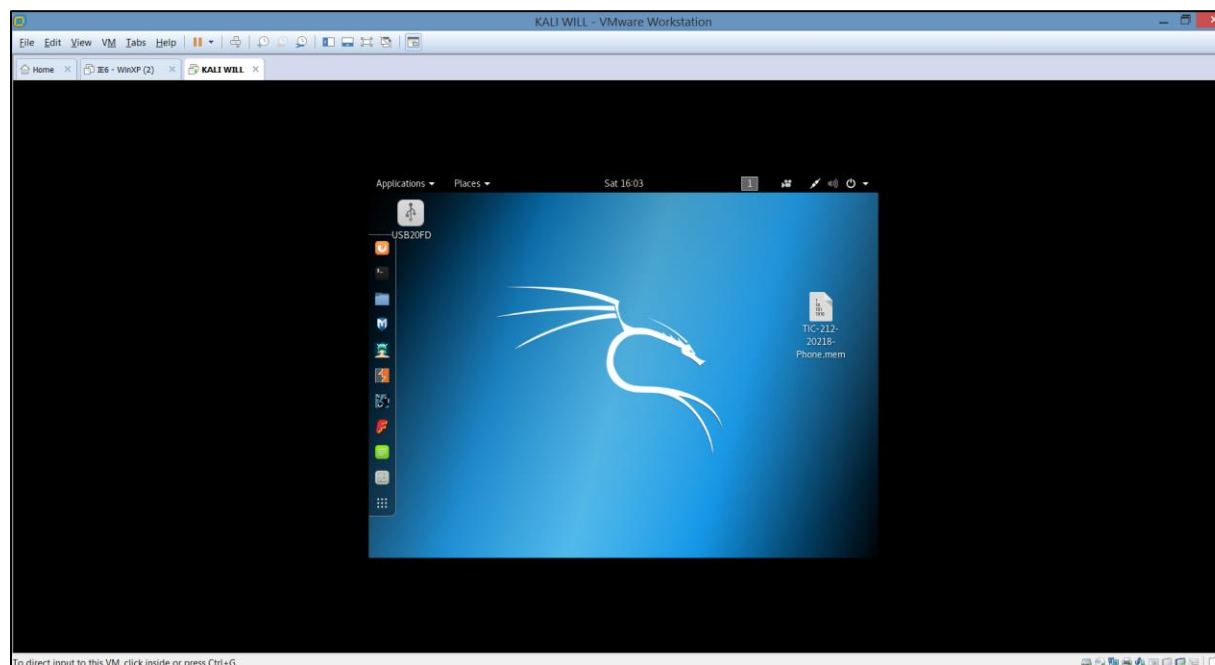 KALI WILL - VMware Workstation
File Edit View VM Tabs Help
Home
IE6 - WinXP (2)
KALI WILL
Applications Places Sat 16:03 1
USB20FD
TIC-212-
20218-
Phone.mem
To direct input to this VM, click inside or press Ctrl+G.